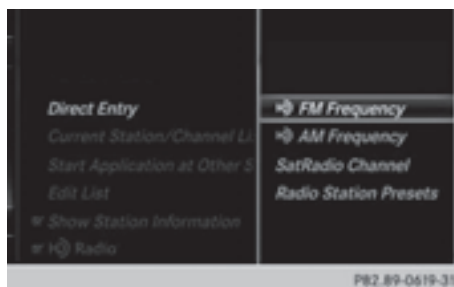 Direct Entry
Current Station/Channel Li
Start Application at Other S
Edit List
Show Station Information
HD Radio
FM Frequency
AM Frequency
SatRadio Channel
Radio Station Presets
P82.89-0619-31